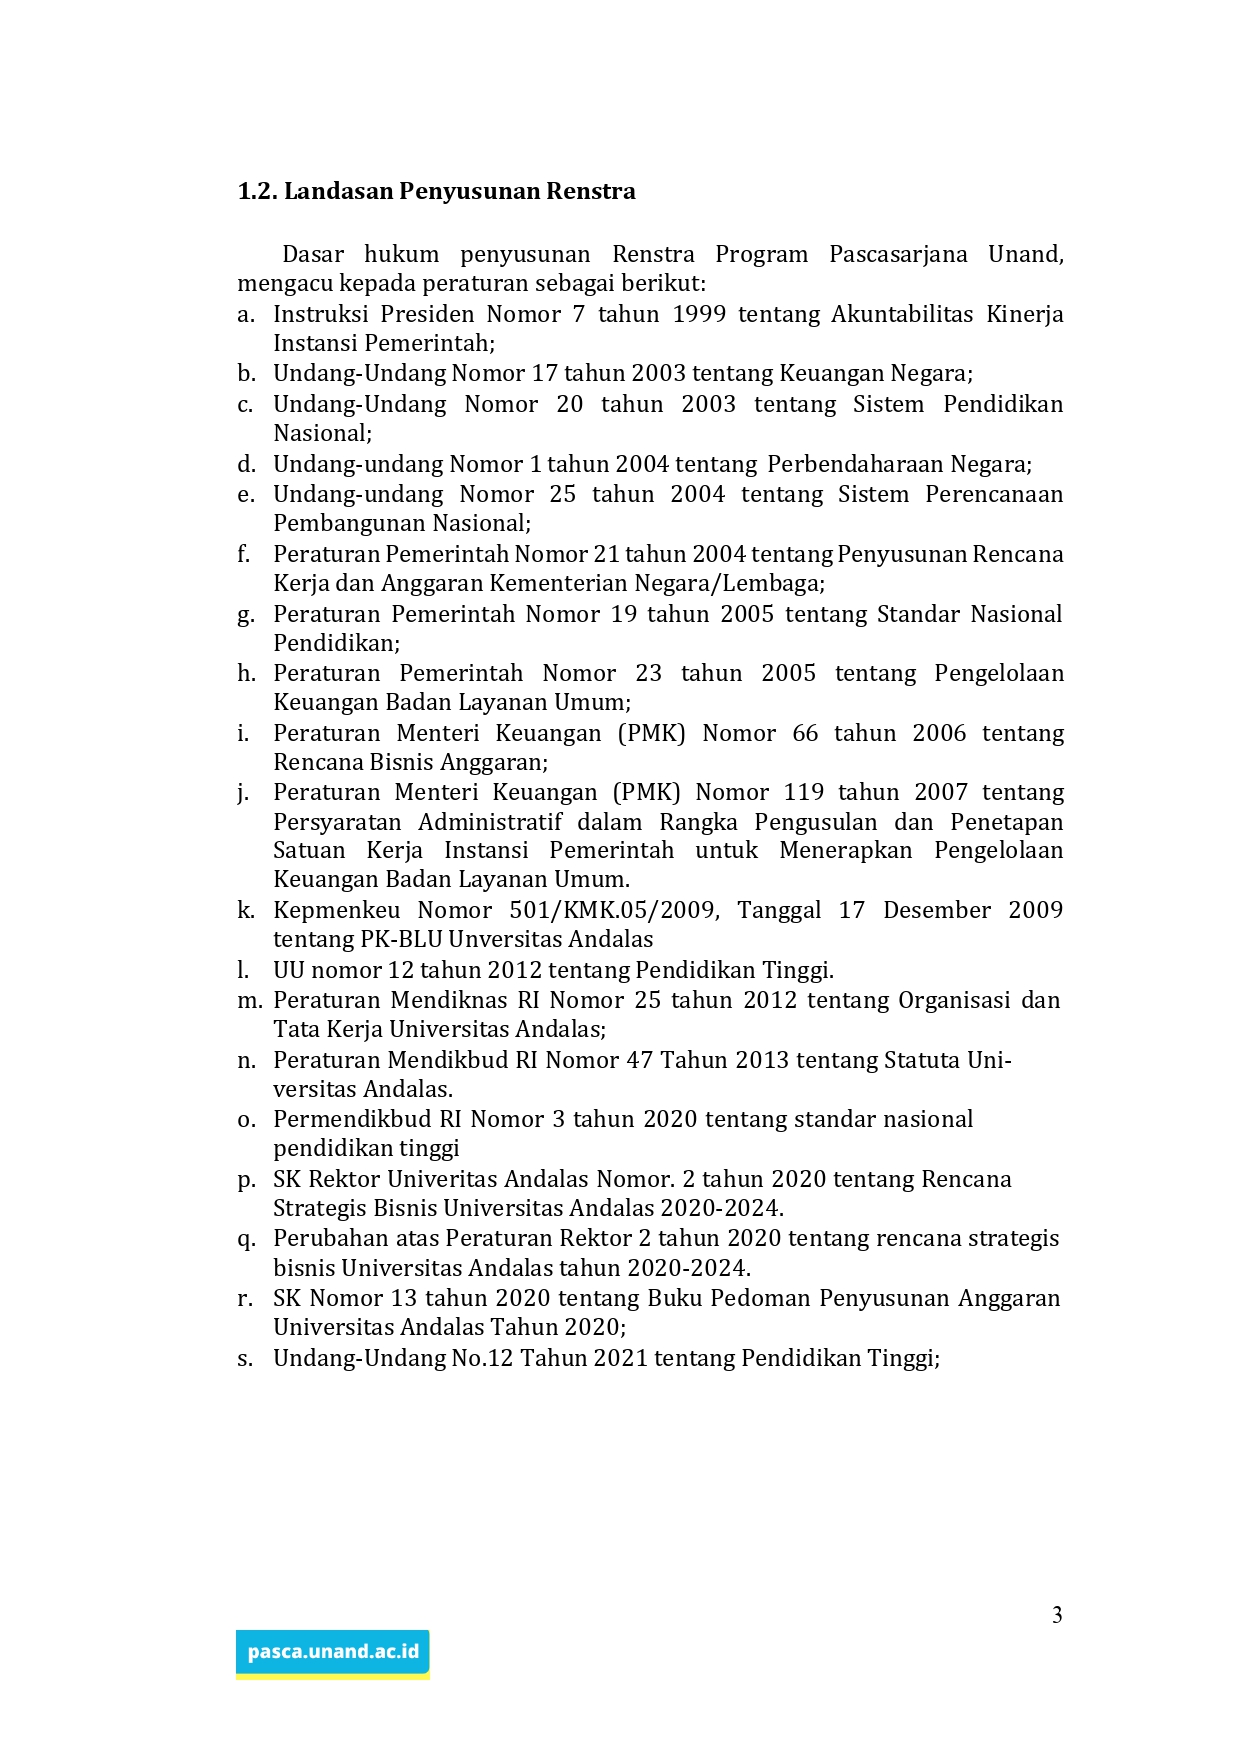 1.2. Landasan Penyusunan Renstra
Dasar hukum penyusunan Renstra Program Pascasarjana Unand,
mengacu kepada peraturan sebagai berikut:
a. Instruksi Presiden Nomor 7 tahun 1999 tentang Akuntabilitas Kinerja
Instansi Pemerintah;
b. Undang-Undang Nomor 17 tahun 2003 tentang Keuangan Negara;
c. Undang-Undang Nomor 20 tahun 2003 tentang Sistem Pendidikan
Nasional;
d. Undang-undang Nomor 1 tahun 2004 tentang Perbendaharaan Negara;
e. Undang-undang Nomor 25 tahun 2004 tentang Sistem Perencanaan
Pembangunan Nasional;
f. Peraturan Pemerintah Nomor 21 tahun 2004 tentang Penyusunan Rencana
Kerja dan Anggaran Kementerian Negara/Lembaga;
g. Peraturan Pemerintah Nomor 19 tahun 2005 tentang Standar Nasional
Pendidikan;
h. Peraturan Pemerintah Nomor 23 tahun 2005 tentang Pengelolaan
Keuangan Badan Layanan Umum;
i. Peraturan Menteri Keuangan (PMK) Nomor 66 tahun 2006 tentang
Rencana Bisnis Anggaran;
j. Peraturan Menteri Keuangan (PMK) Nomor 119 tahun 2007 tentang
Persyaratan Administratif dalam Rangka Pengusulan dan Penetapan
Satuan Kerja Instansi Pemerintah untuk Menerapkan Pengelolaan
Keuangan Badan Layanan Umum.
k. Kepmenkeu Nomor 501/KMK.05/2009, Tanggal 17 Desember 2009
tentang PK-BLU Unversitas Andalas
l. UU nomor 12 tahun 2012 tentang Pendidikan Tinggi.
m. Peraturan Mendiknas RI Nomor 25 tahun 2012 tentang Organisasi dan
Tata Kerja Universitas Andalas;
n. Peraturan Mendikbud RI Nomor 47 Tahun 2013 tentang Statuta Uni-
versitas Andalas.
o. Permendikbud RI Nomor 3 tahun 2020 tentang standar nasional
pendidikan tinggi
p. SK Rektor Univeritas Andalas Nomor. 2 tahun 2020 tentang Rencana
Strategis Bisnis Universitas Andalas 2020-2024.
q. Perubahan atas Peraturan Rektor 2 tahun 2020 tentang rencana strategis
bisnis Universitas Andalas tahun 2020-2024.
r. SK Nomor 13 tahun 2020 tentang Buku Pedoman Penyusunan Anggaran
Universitas Andalas Tahun 2020;
s. Undang-Undang No.12 Tahun 2021 tentang Pendidikan Tinggi;
3
pasca.unand.ac.id